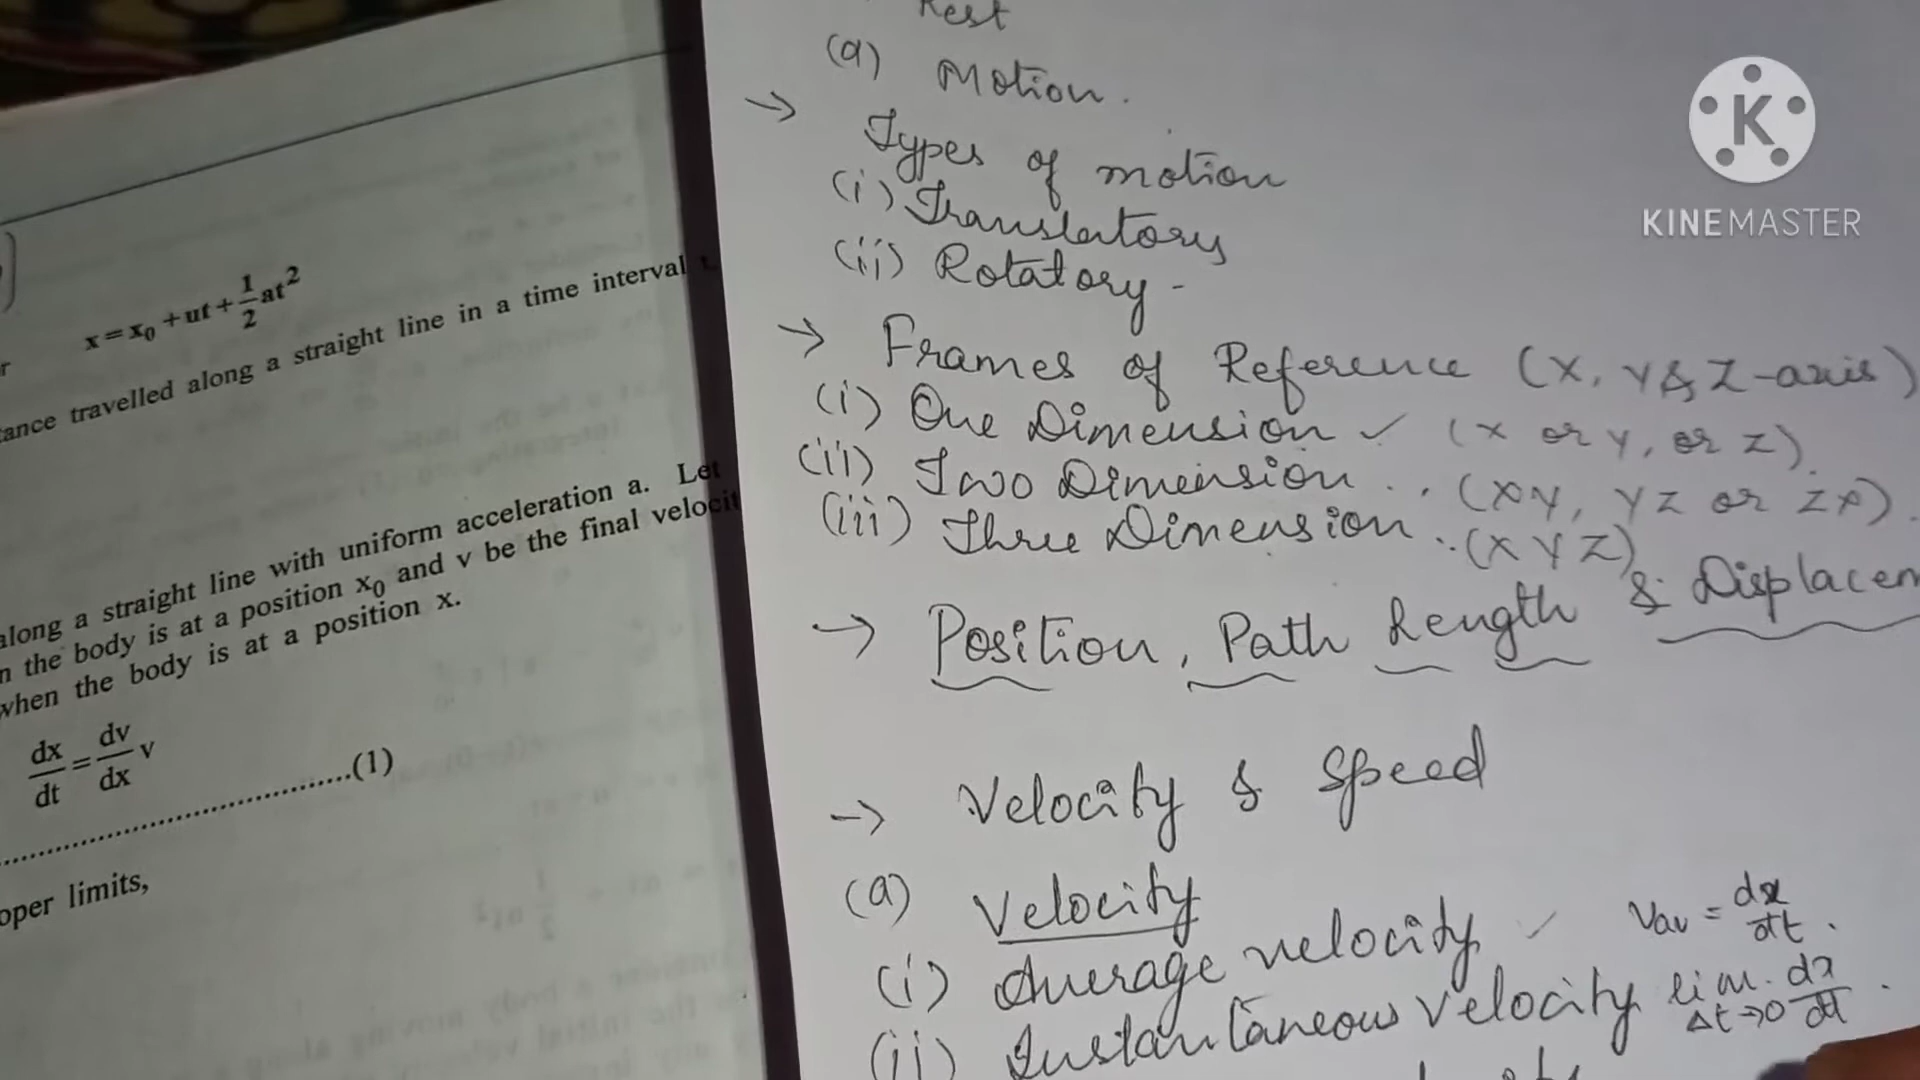 x = x₀ + ut + 1/2 at²
ance travelled along a straight line in a time interval t.
along a straight line with uniform acceleration a. Let
n the body is at a position x₀ and v be the final velocit
when the body is at a position x.
dx/dt = dv/dx v
....................(1)
oper limits,
Rest
(a) Motion.
→ Types of motion
(i) Translatory
(ii) Rotatory -
→ Frames of Reference (X, Y & Z-axis)
(i) One Dimension ✓ (X or Y, or Z).
(ii) Two Dimension .. (XY, YZ or ZX).
(iii) Three Dimension .. (XYZ)
→ Position, Path Length & Displacem
→ Velocity & Speed
(a) Velocity
(i) Average velocity ✓ Vav = dx/dt.
(ii) Instantaneous Velocity lim. Δt→0 dx/dt.
K
KINEMASTER